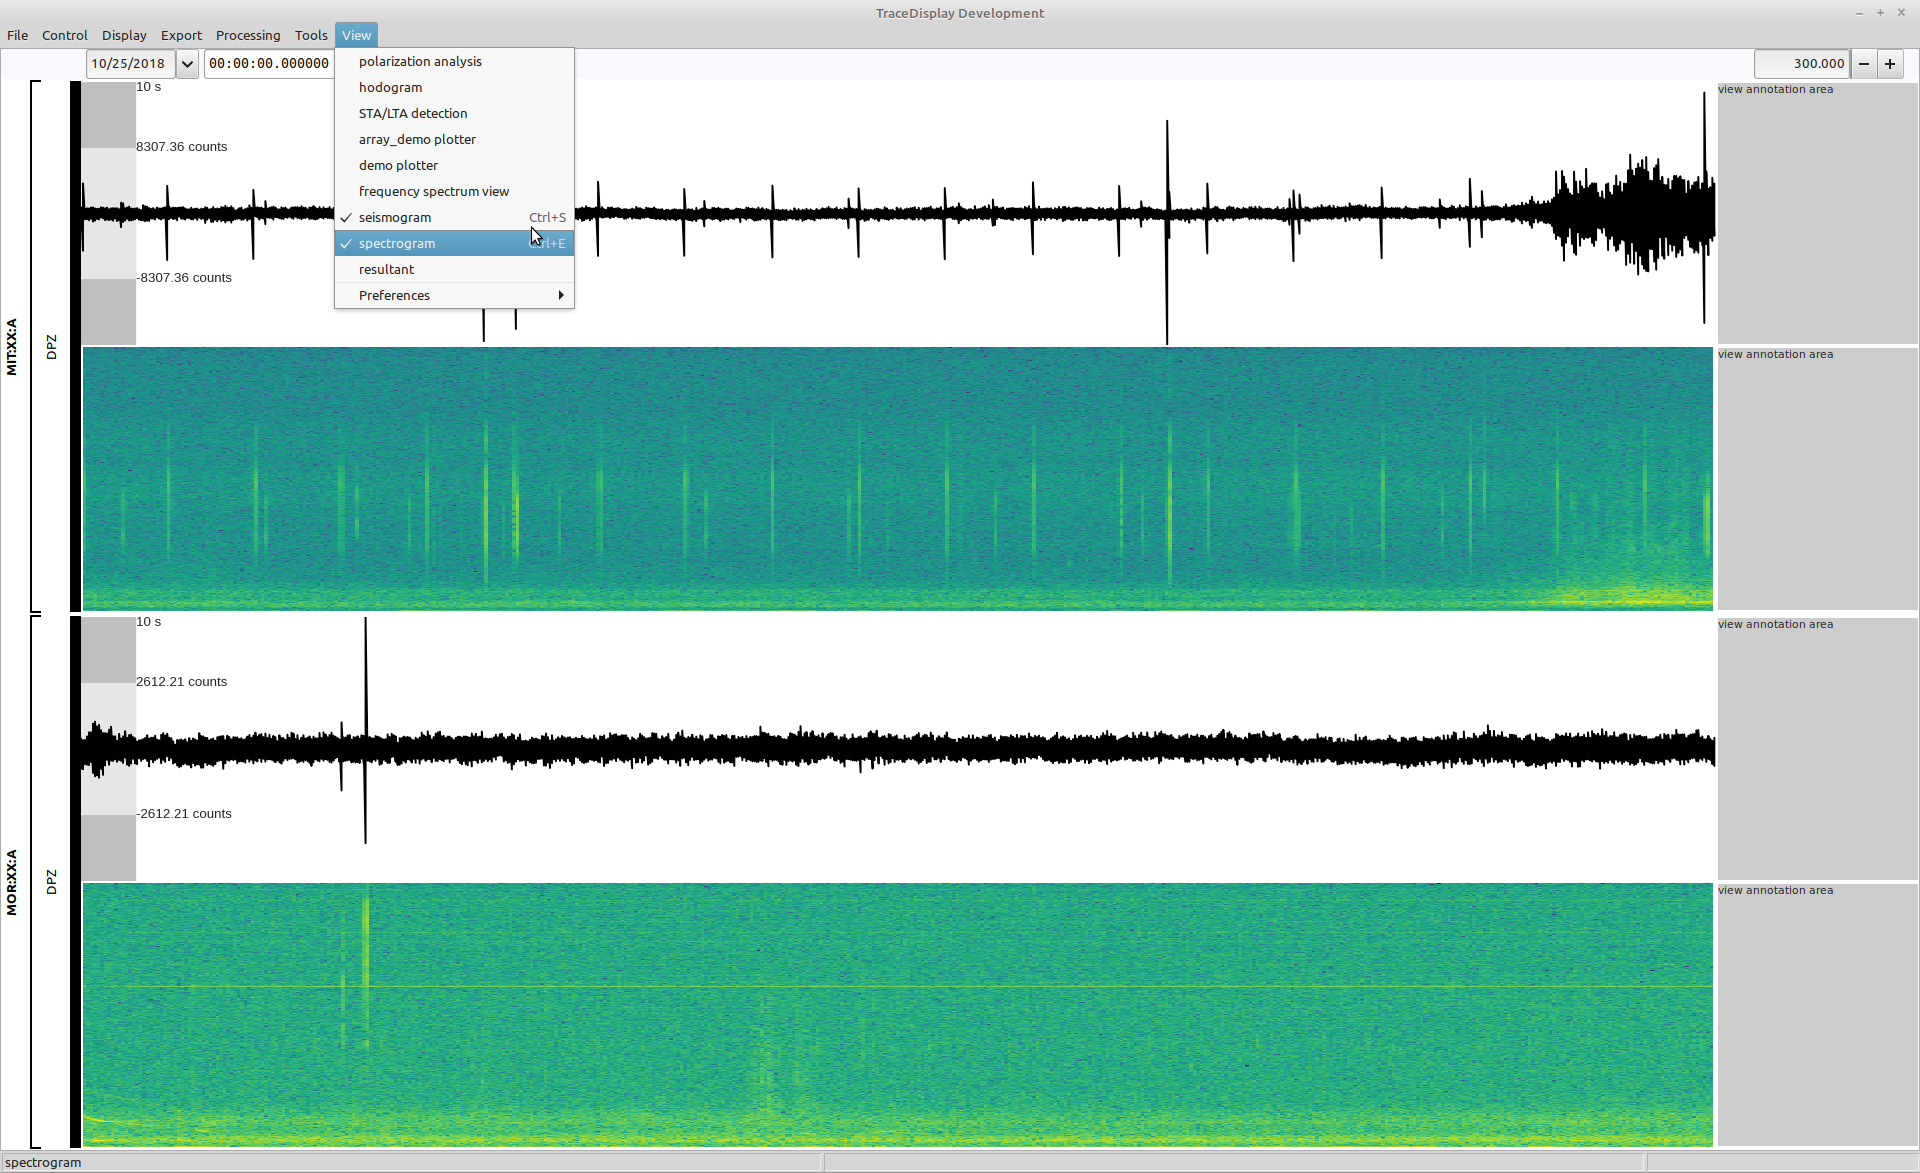 TraceDisplay Development
File Control Display Export Processing Tools View
10/25/2018 00:00:00.000000 300.000
polarization analysis
hodogram
STA/LTA detection
array_demo plotter
demo plotter
frequency spectrum view
seismogram Ctrl+S
spectrogram Ctrl+E
resultant
Preferences
MIT:XX:A
DPZ
10 s
8307.36 counts
-8307.36 counts
view annotation area
view annotation area
MOR:XX:A
DPZ
10 s
2612.21 counts
-2612.21 counts
view annotation area
view annotation area
spectrogram